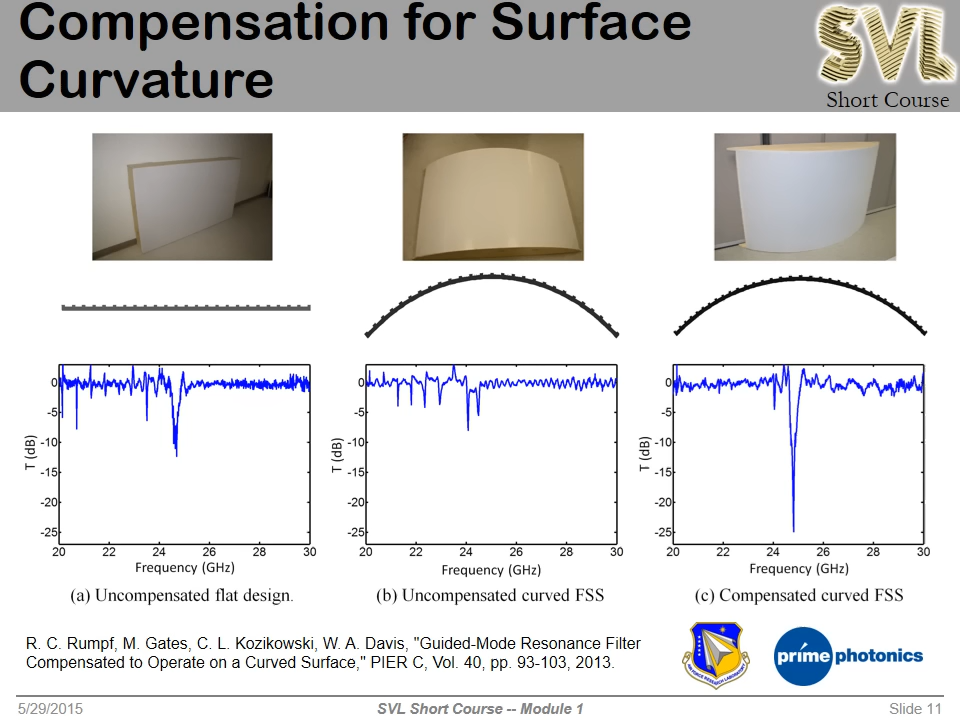 Compensation for Surface
Curvature
SVL
Short Course
0
-5
-10
-15
-20
-25
T (dB)
20 22 24 26 28 30
Frequency (GHz)
(a) Uncompensated flat design.
0
-5
-10
-15
-20
-25
T (dB)
20 22 24 26 28 30
Frequency (GHz)
(b) Uncompensated curved FSS
0
-5
-10
-15
-20
-25
T (dB)
20 22 24 26 28 30
Frequency (GHz)
(c) Compensated curved FSS
R. C. Rumpf, M. Gates, C. L. Kozikowski, W. A. Davis, "Guided-Mode Resonance Filter
Compensated to Operate on a Curved Surface," PIER C, Vol. 40, pp. 93-103, 2013.
AIR FORCE RESEARCH LABORATORY
prime photonics
5/29/2015
SVL Short Course -- Module 1
Slide 11